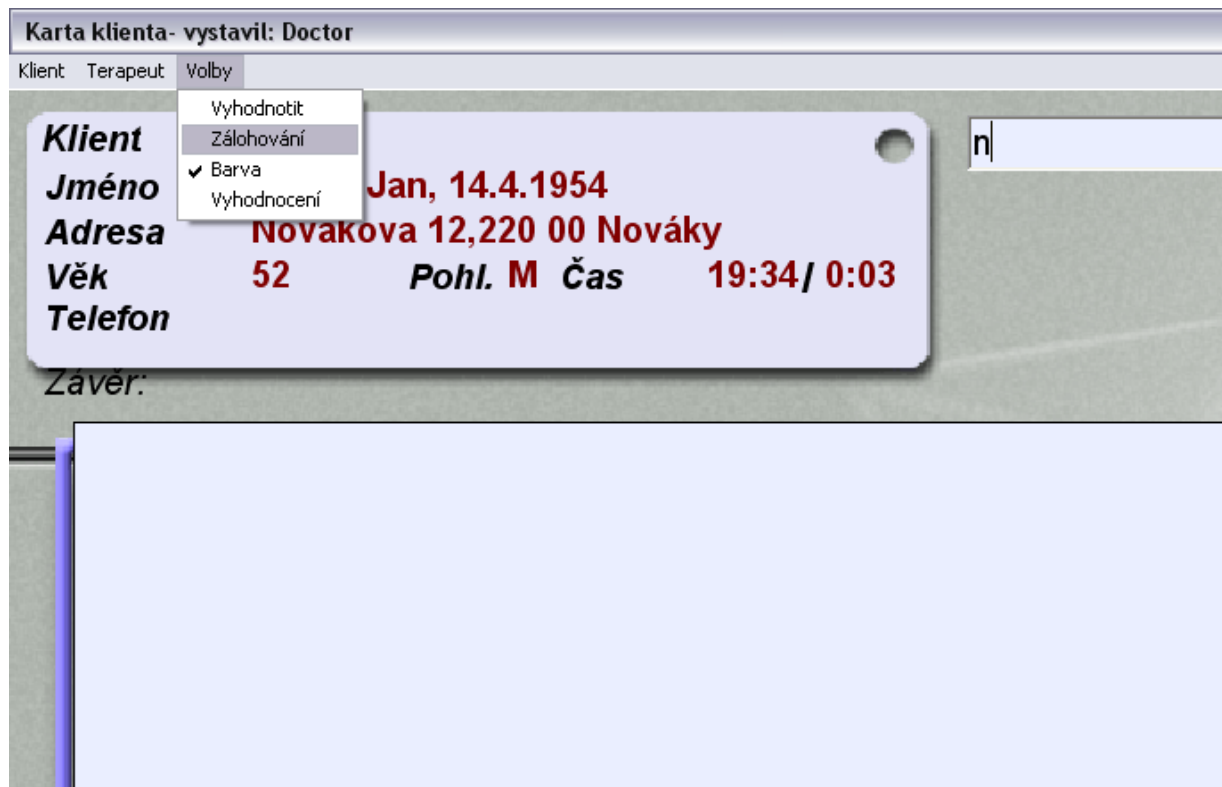 Karta klienta- vystavil: Doctor
Klient Terapeut Volby
Vyhodnotit
Zálohování
Barva
Vyhodnocení
Klient
Jméno Jan, 14.4.1954
Adresa Novákova 12,220 00 Nováky
Věk 52 Pohl. M Čas 19:34/ 0:03
Telefon
n
Závěr: